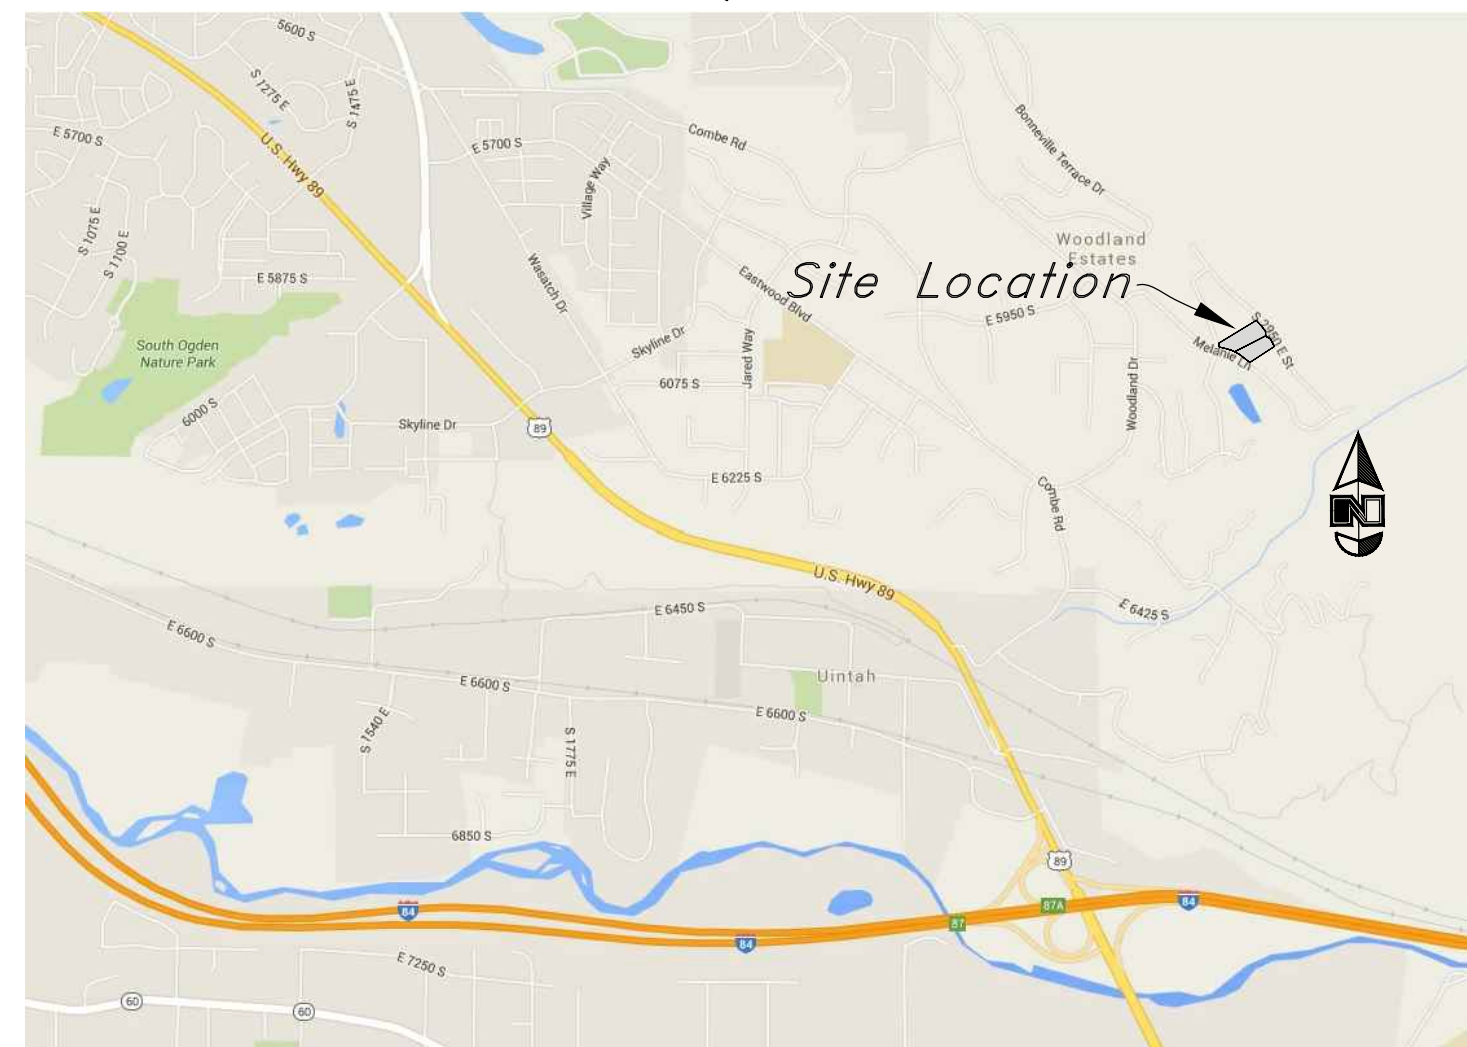 5600 S
S 1275 E
S 1475 E
E 5700 S
U.S. Hwy 89
E 5700 S
Village Way
Combe Rd
Bonneville Terrace Dr
S 1075 E
S 1100 E
E 5875 S
Wasatch Dr
Woodland
Estates
Eastwood Blvd
Site Location
E 5950 S
S 2950 E St
Melanie Ln
South Ogden
Nature Park
Skyline Dr
Jared Way
6075 S
Woodland Dr
6000 S
Skyline Dr
89
E 6225 S
Combe Rd
N
U.S. Hwy 89
E 6450 S
E 6425 S
E 6600 S
E 6600 S
Uintah
E 6600 S
S 1540 E
S 1775 E
6850 S
89
84
87A
84
87
84
E 7250 S
60
60